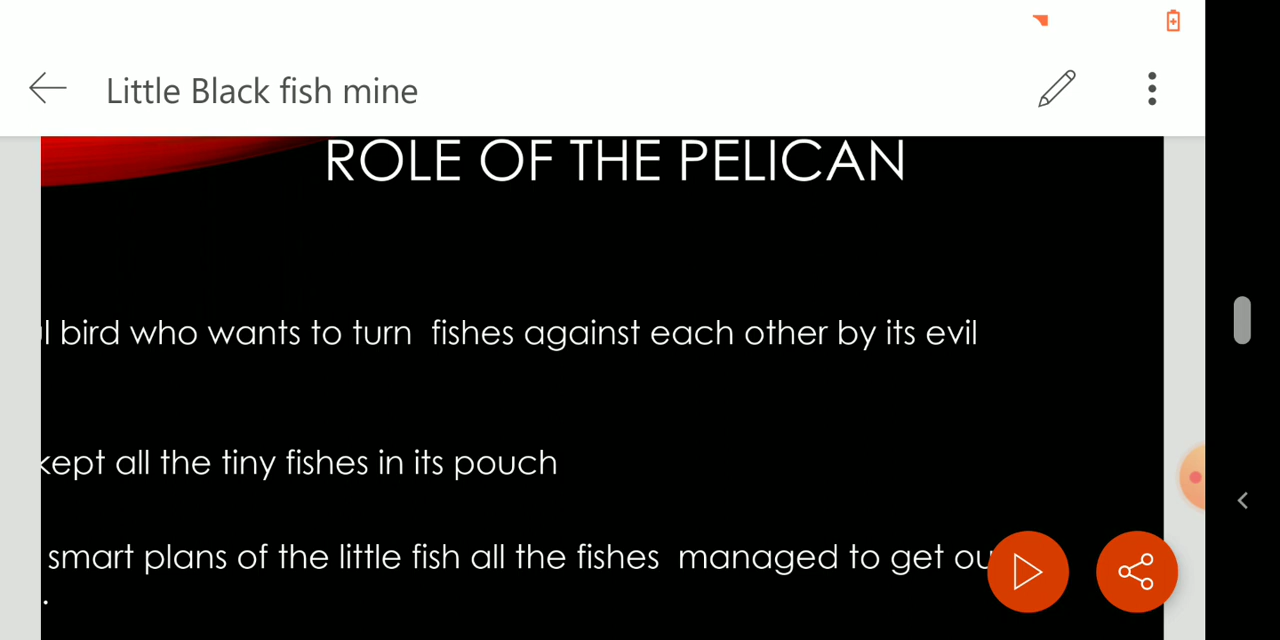 Little Black fish mine
ROLE OF THE PELICAN
bird who wants to turn  fishes against each other by its evil
kept all the tiny fishes in its pouch
smart plans of the little fish all the fishes  managed to get
.